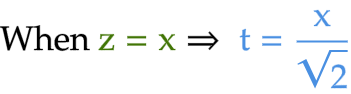 When z = x ⇒ t = x/√2